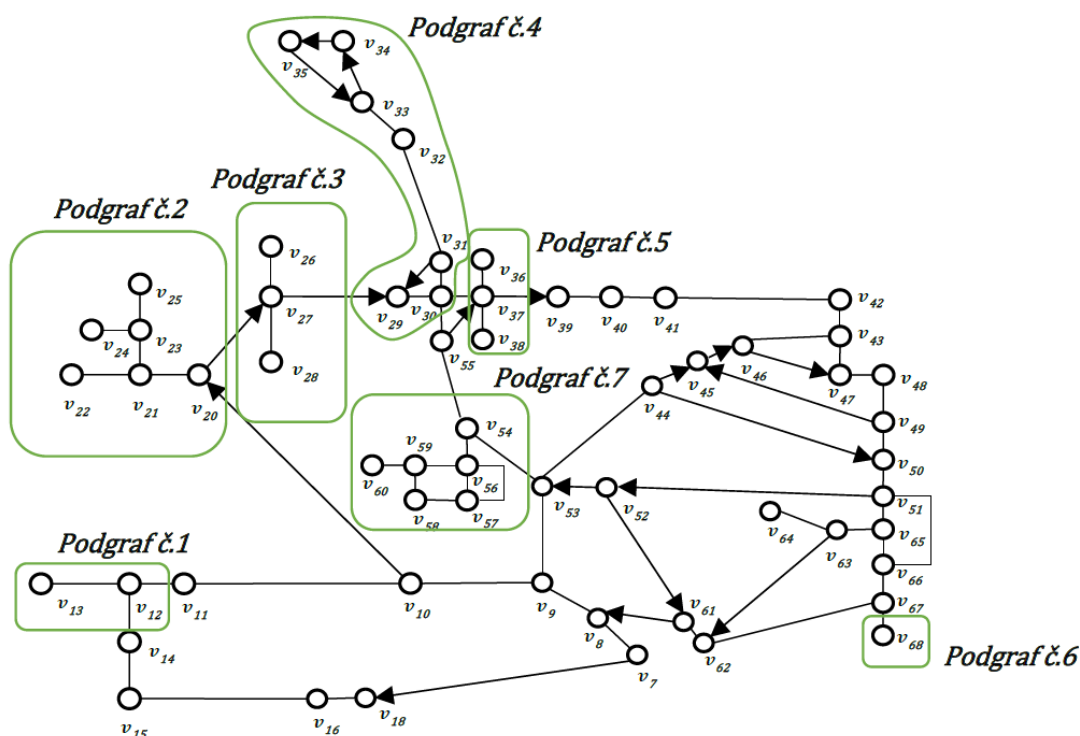 Podgraf č.4
v34
v35
v33
v32
Podgraf č.3
Podgraf č.2
v31
Podgraf č.5
v26
v36
v25
v27
v29
v30
v37
v39
v40
v41
v42
v24
v23
v55
v38
v43
v28
Podgraf č.7
v46
v45
v47
v48
v22
v21
v20
v44
v49
v54
v59
v50
v60
v56
v58
v57
v53
v52
v51
v64
v63
v65
Podgraf č.1
v66
v13
v12
v11
v10
v9
v61
v67
v8
v62
v68
v14
v7
Podgraf č.6
v15
v16
v18